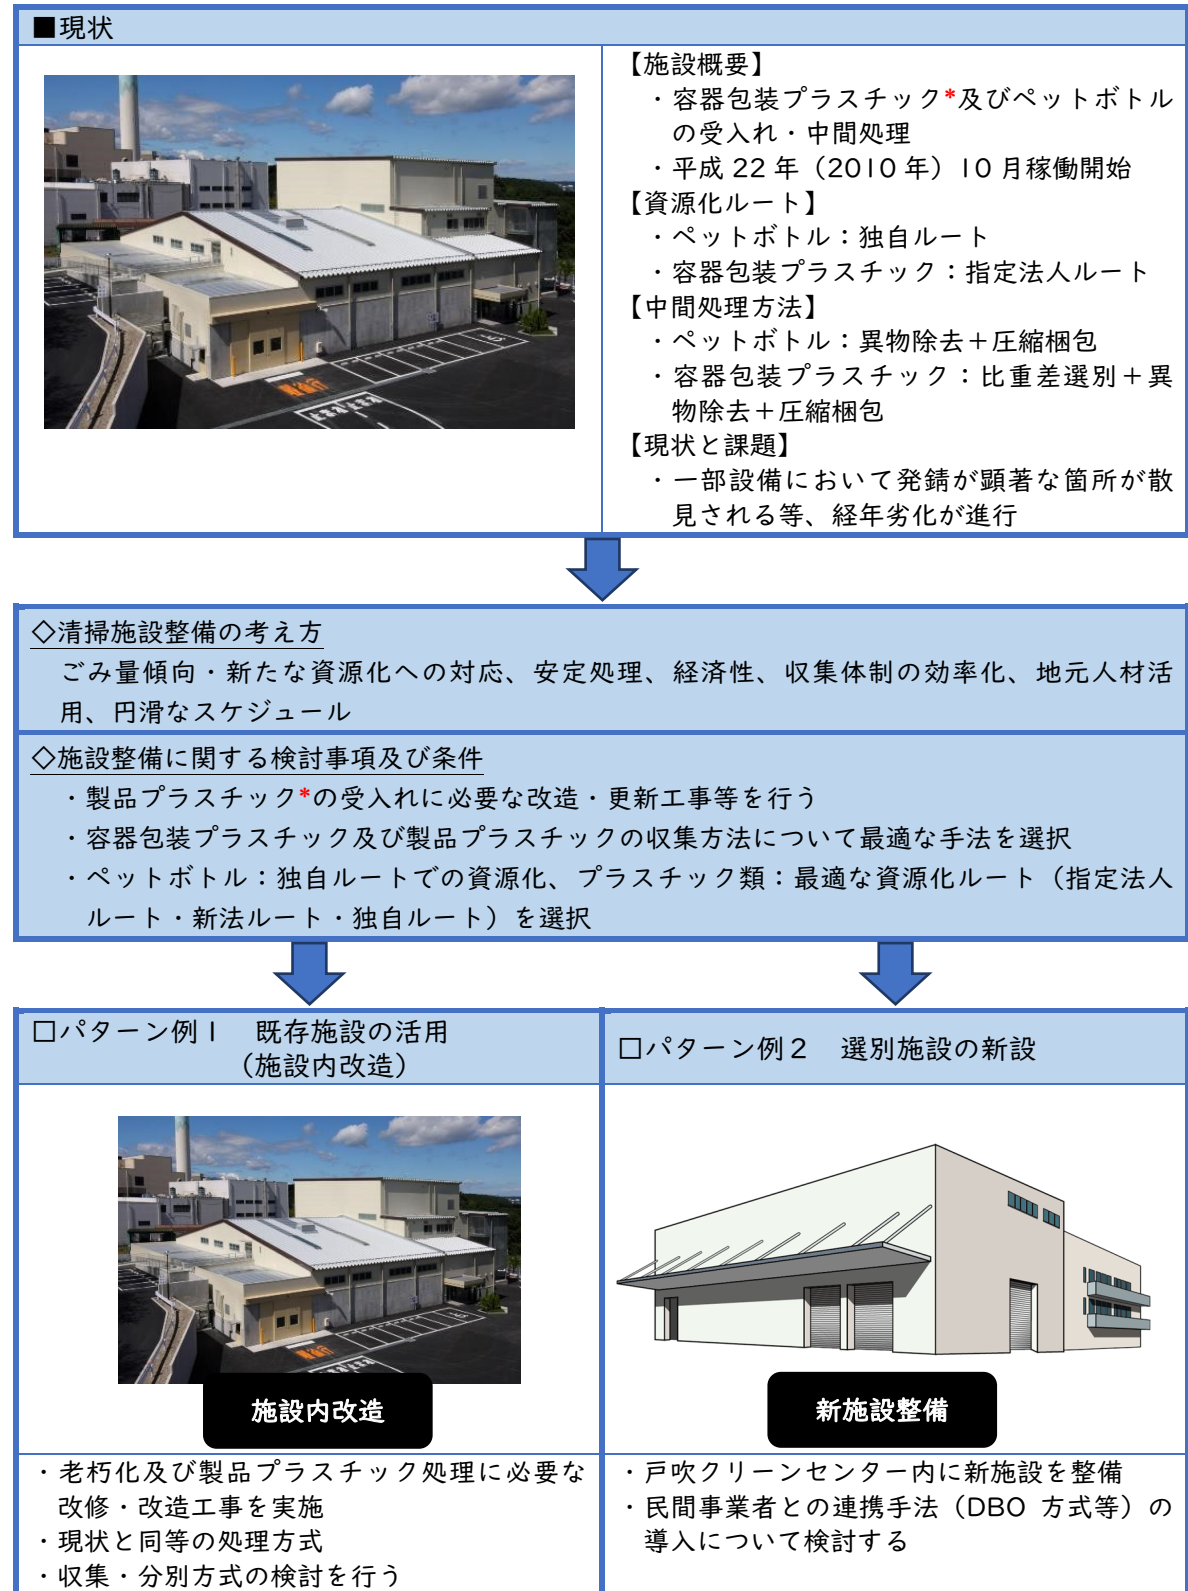 ■現状
【施設概要】
・容器包装プラスチック*及びペットボトル
の受入れ・中間処理
・平成 22 年（2010 年）10 月稼働開始
【資源化ルート】
・ペットボトル：独自ルート
・容器包装プラスチック：指定法人ルート
【中間処理方法】
・ペットボトル：異物除去＋圧縮梱包
・容器包装プラスチック：比重差選別＋異
物除去＋圧縮梱包
【現状と課題】
・一部設備において発錆が顕著な箇所が散
見される等、経年劣化が進行
◇清掃施設整備の考え方
ごみ量傾向・新たな資源化への対応、安定処理、経済性、収集体制の効率化、地元人材活
用、円滑なスケジュール
◇施設整備に関する検討事項及び条件
・製品プラスチック*の受入れに必要な改造・更新工事等を行う
・容器包装プラスチック及び製品プラスチックの収集方法について最適な手法を選択
・ペットボトル：独自ルートでの資源化、プラスチック類：最適な資源化ルート（指定法人
ルート・新法ルート・独自ルート）を選択
□パターン例１　既存施設の活用
（施設内改造）
施設内改造
・老朽化及び製品プラスチック処理に必要な
改修・改造工事を実施
・現状と同等の処理方式
・収集・分別方式の検討を行う
□パターン例２　選別施設の新設
新施設整備
・戸吹クリーンセンター内に新施設を整備
・民間事業者との連携手法（DBO 方式等）の
導入について検討する